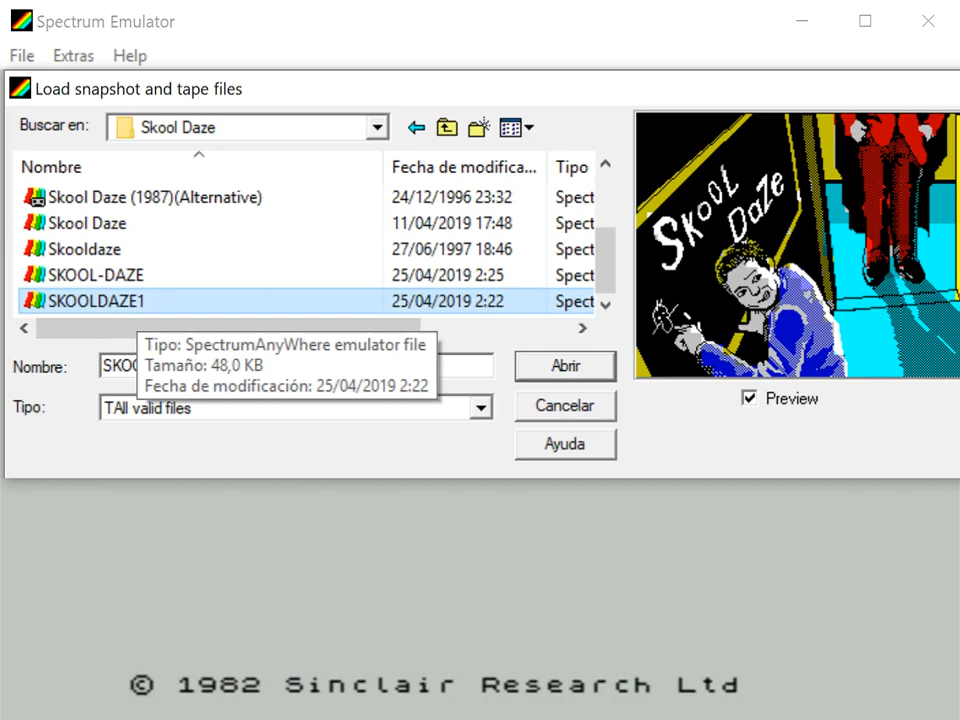 Spectrum Emulator
File Extras Help
Load snapshot and tape files
Buscar en: Skool Daze
Nombre Fecha de modifica... Tipo
Skool Daze (1987)(Alternative) 24/12/1996 23:32 Spect
Skool Daze 11/04/2019 17:48 Spect
Skooldaze 27/06/1997 18:46 Spect
SKOOL-DAZE 25/04/2019 2:25 Spect
SKOOLDAZE1 25/04/2019 2:22 Spect
Tipo: SpectrumAnyWhere emulator file
Tamaño: 48,0 KB
Fecha de modificación: 25/04/2019 2:22
Nombre: SKOO Abrir
Tipo: TAll valid files Cancelar
Ayuda
SKOOL
DAZE
Preview
© 1982 Sinclair Research Ltd